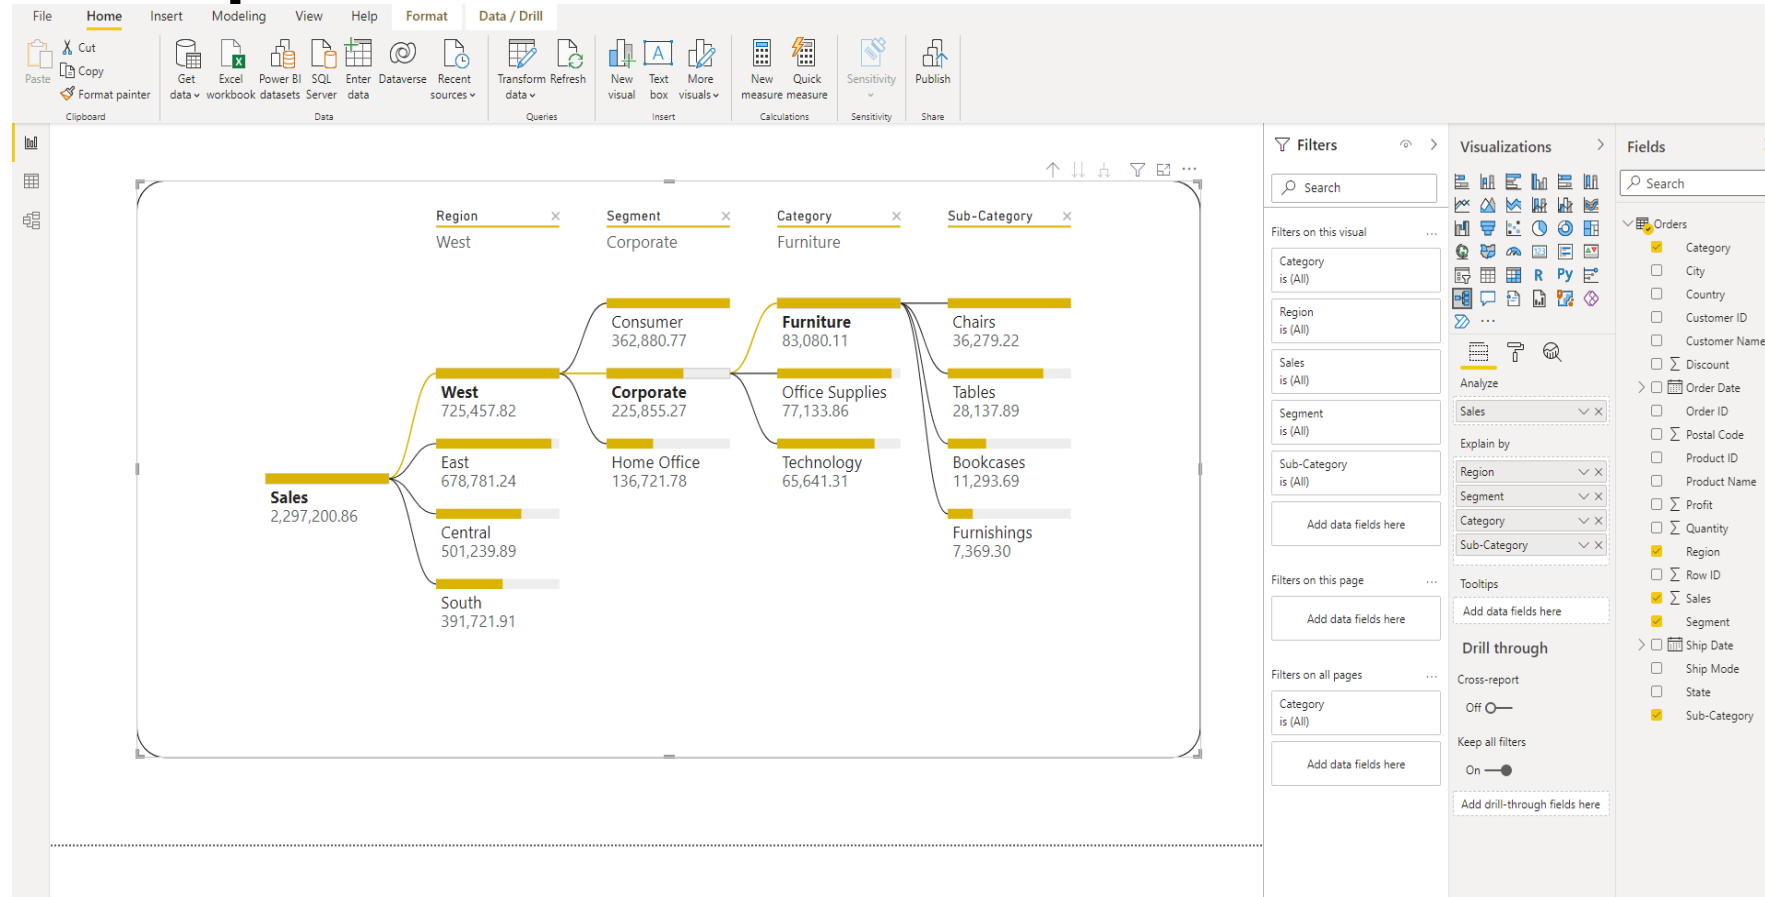 File Home Insert Modeling View Help Format Data / Drill
Paste
Cut
Copy
Format painter
Clipboard
Get data
Excel workbook
Power BI datasets
SQL Server
Enter data
Dataverse
Recent sources
Data
Transform data
Refresh
Queries
New visual
Text box
More visuals
Insert
New measure
Quick measure
Calculations
Sensitivity
Sensitivity
Publish
Share
Region
West
Segment
Corporate
Category
Furniture
Sub-Category
Sales
2,297,200.86
West
725,457.82
East
678,781.24
Central
501,239.89
South
391,721.91
Consumer
362,880.77
Corporate
225,855.27
Home Office
136,721.78
Furniture
83,080.11
Office Supplies
77,133.86
Technology
65,641.31
Chairs
36,279.22
Tables
28,137.89
Bookcases
11,293.69
Furnishings
7,369.30
Filters
Search
Filters on this visual ...
Category
is (All)
Region
is (All)
Sales
is (All)
Segment
is (All)
Sub-Category
is (All)
Add data fields here
Filters on this page ...
Add data fields here
Filters on all pages ...
Category
is (All)
Add data fields here
Visualizations
123
R Py
...
Analyze
Sales
Explain by
Region
Segment
Category
Sub-Category
Tooltips
Add data fields here
Drill through
Cross-report
Off
Keep all filters
On
Add drill-through fields here
Fields
Search
Orders
Category
City
Country
Customer ID
Customer Name
∑ Discount
Order Date
Order ID
∑ Postal Code
Product ID
Product Name
∑ Profit
∑ Quantity
Region
∑ Row ID
∑ Sales
Segment
Ship Date
Ship Mode
State
Sub-Category